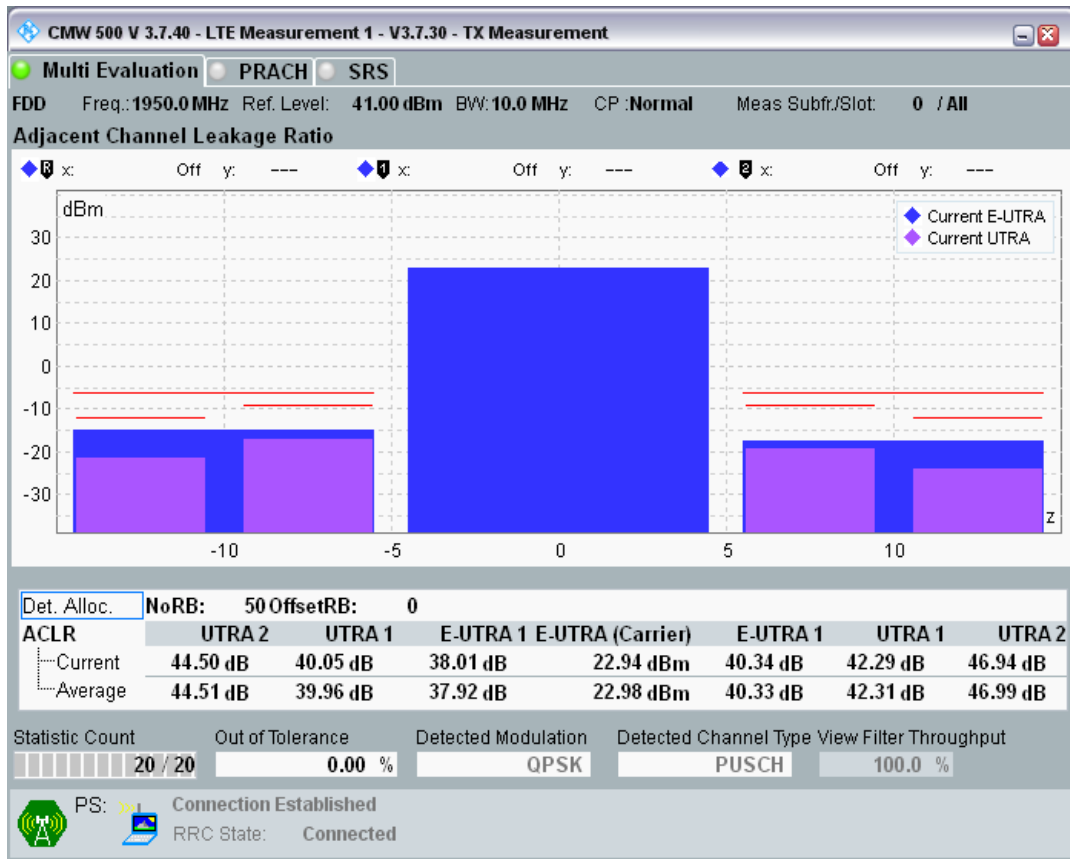 CMW 500 V 3.7.40 - LTE Measurement 1 - V3.7.30 - TX Measurement
Multi Evaluation PRACH SRS
FDD Freq.: 1950.0 MHz Ref. Level: 41.00 dBm BW: 10.0 MHz CP :Normal Meas Subfr./Slot: 0 / All
Adjacent Channel Leakage Ratio
R x: Off y: --- 1 x: Off y: --- 2 x: Off y: ---
dBm
Current E-UTRA
Current UTRA
30
20
10
0
-10
-20
-30
z
-10 -5 0 5 10
Det. Alloc. NoRB: 50 OffsetRB: 0
ACLR UTRA 2 UTRA 1 E-UTRA 1 E-UTRA (Carrier) E-UTRA 1 UTRA 1 UTRA 2
Current 44.50 dB 40.05 dB 38.01 dB 22.94 dBm 40.34 dB 42.29 dB 46.94 dB
Average 44.51 dB 39.96 dB 37.92 dB 22.98 dBm 40.33 dB 42.31 dB 46.99 dB
Statistic Count Out of Tolerance Detected Modulation Detected Channel Type View Filter Throughput
20 / 20 0.00 % QPSK PUSCH 100.0 %
PS: Connection Established
RRC State: Connected